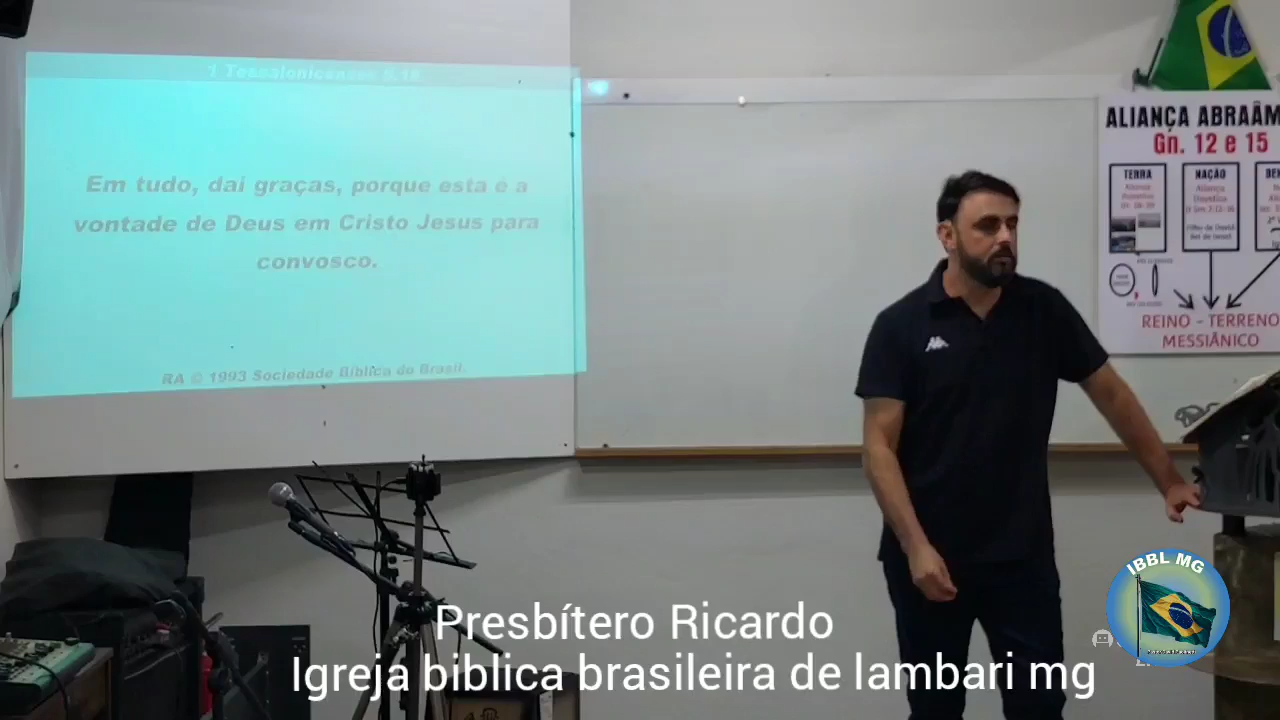 1 Tessalonicenses 5.18
Em tudo, dai graças, porque esta é a
vontade de Deus em Cristo Jesus para
convosco.
RA © 1993 Sociedade Bíblica do Brasil.
ALIANÇA ABRAÂM
Gn. 12 e 15
TERRA
NAÇÃO
Aliança
Davídica
REINO - TERRENO
MESSIÂNICO
IBBL MG
Presbítero Ricardo
Igreja biblica brasileira de lambari mg